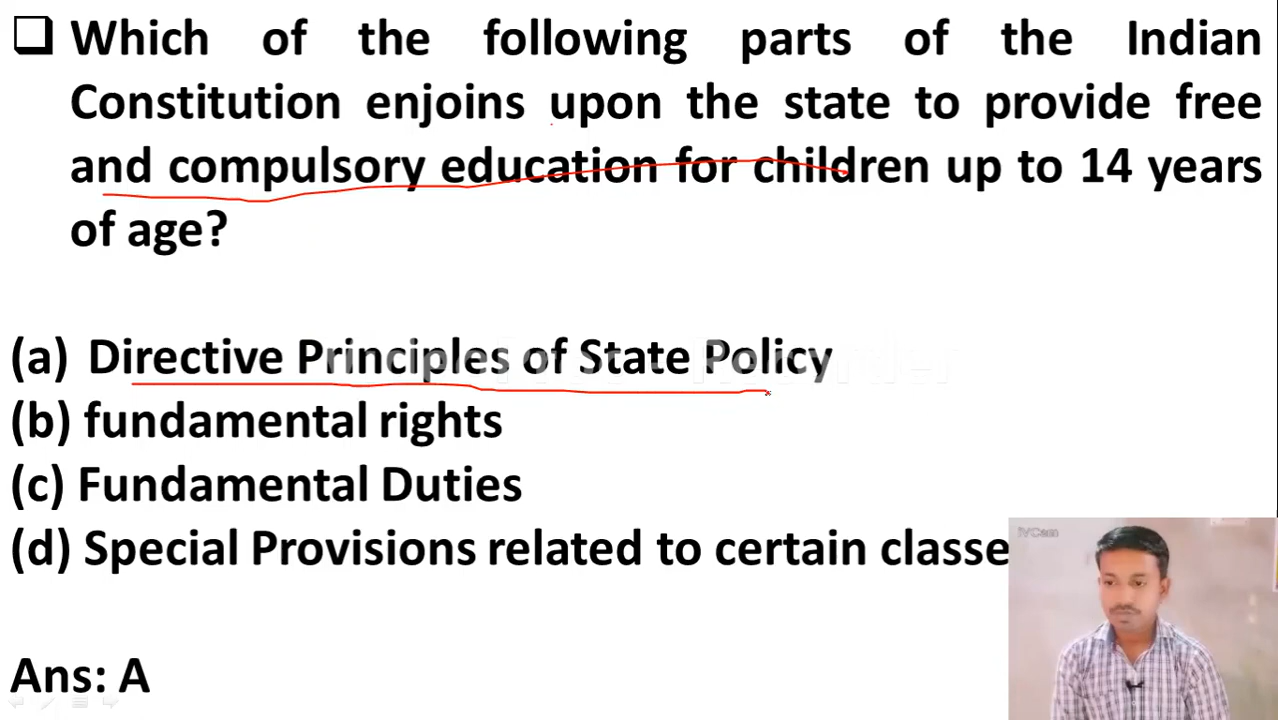 Which of the following parts of the Indian
Constitution enjoins upon the state to provide free
and compulsory education for children up to 14 years
of age?
(a) Directive Principles of State Policy
(b) fundamental rights
(c) Fundamental Duties
(d) Special Provisions related to certain classe
iVCam
Ans: A